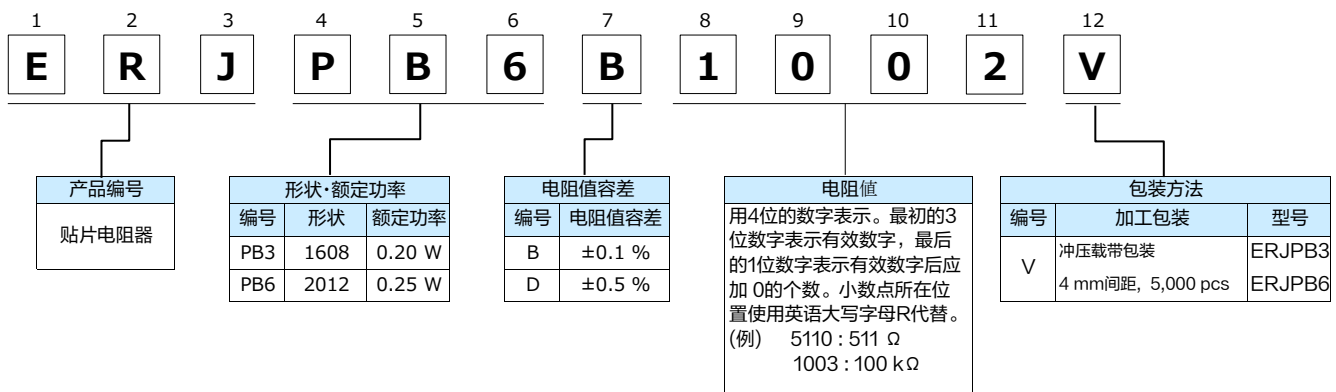 1 2 3 4 5 6 7 8 9 10 11 12
E R J P B 6 B 1 0 0 2 V
产品编号
贴片电阻器
形状·额定功率
编号 形状 额定功率
PB3 1608 0.20 W
PB6 2012 0.25 W
电阻值容差
编号 电阻值容差
B ±0.1 %
D ±0.5 %
电阻値
用4位的数字表示。最初的3
位数字表示有效数字，最后
的1位数字表示有效数字后应
加 0的个数。小数点所在位
置使用英语大写字母R代替。
(例) 5110 : 511 Ω
1003 : 100 kΩ
包装方法
编号 加工包装 型号
V
冲压载带包装 ERJPB3
4 mm间距, 5,000 pcs ERJPB6